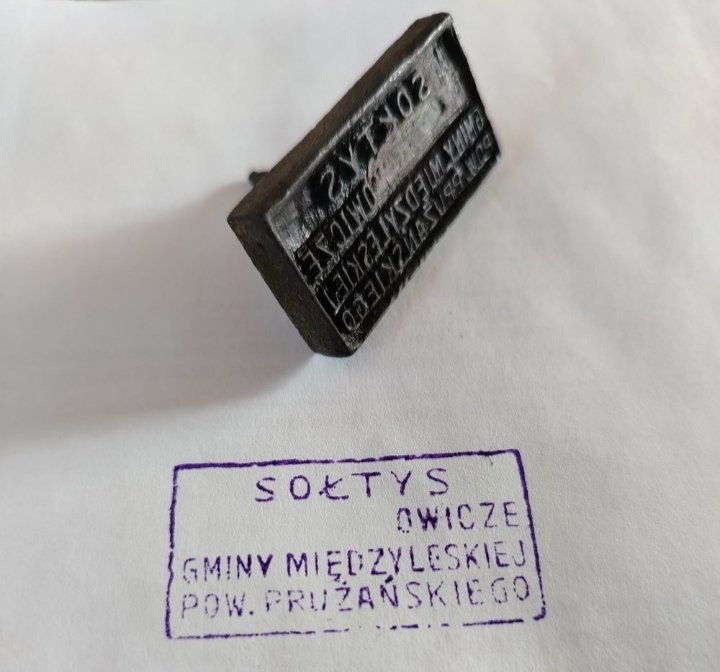 SOŁTYS
OWICZE
GMINY MIĘDZYLESKIEJ
POW. PRUŻAŃSKIEGO